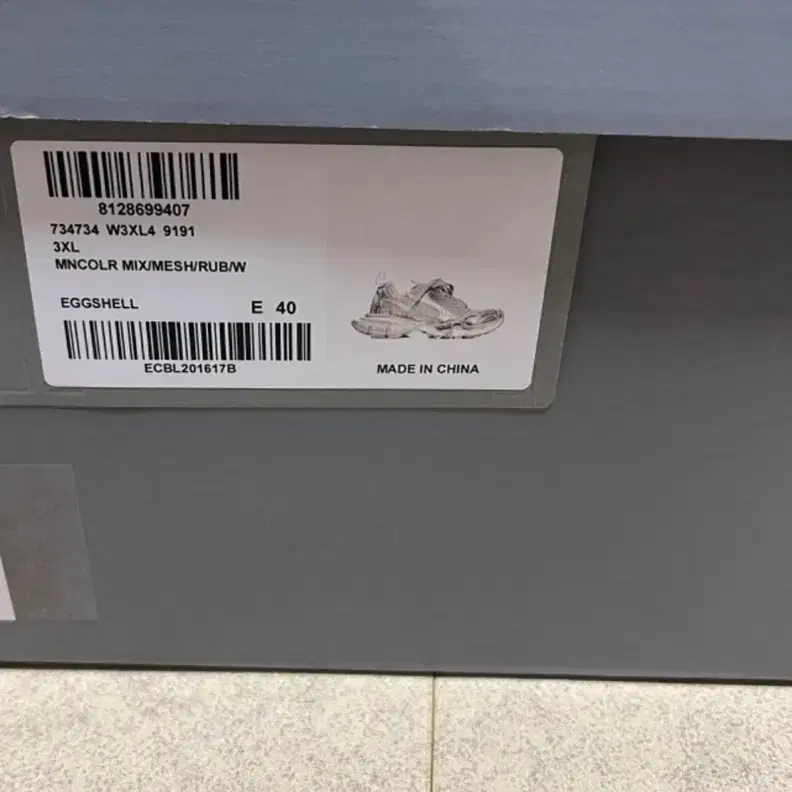 8128699407
734734 W3XL4 9191
3XL
MNCOLR MIX/MESH/RUB/W
EGGSHELL E 40
ECBL201617B
MADE IN CHINA